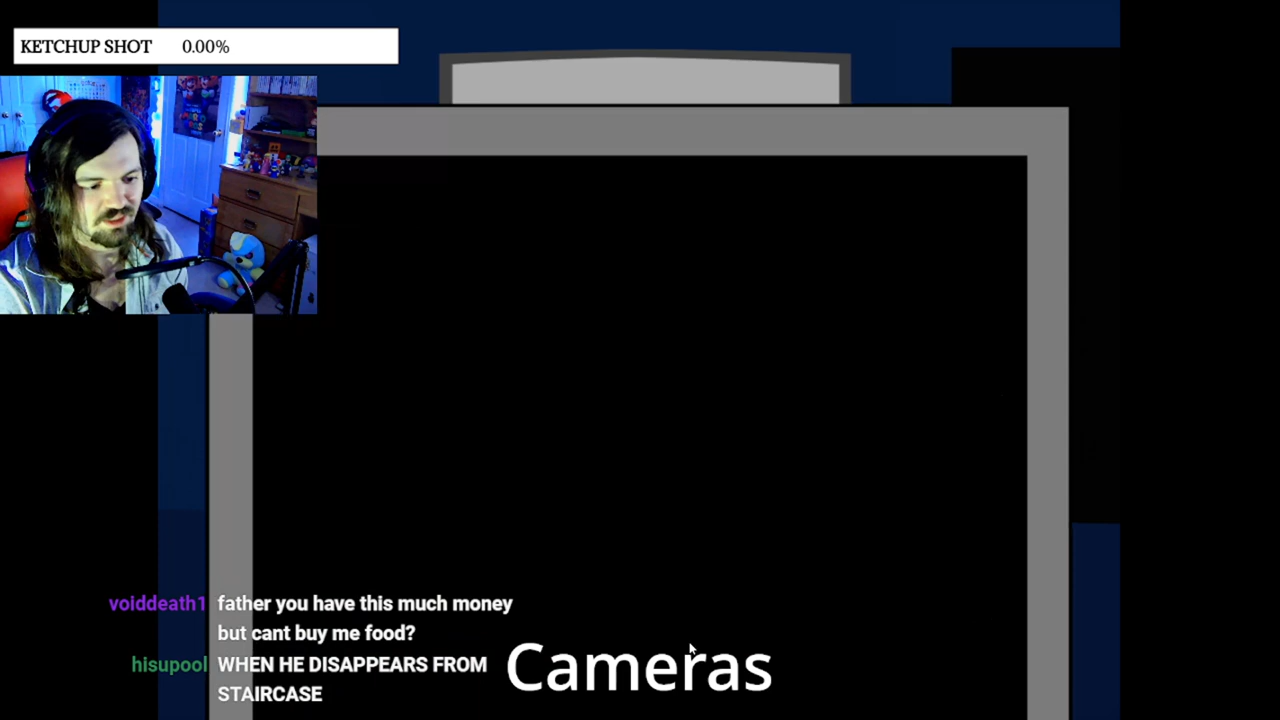 KETCHUP SHOT 0.00%
voiddeath1 father you have this much money
but cant buy me food?
hisupool WHEN HE DISAPPEARS FROM
STAIRCASE
Cameras